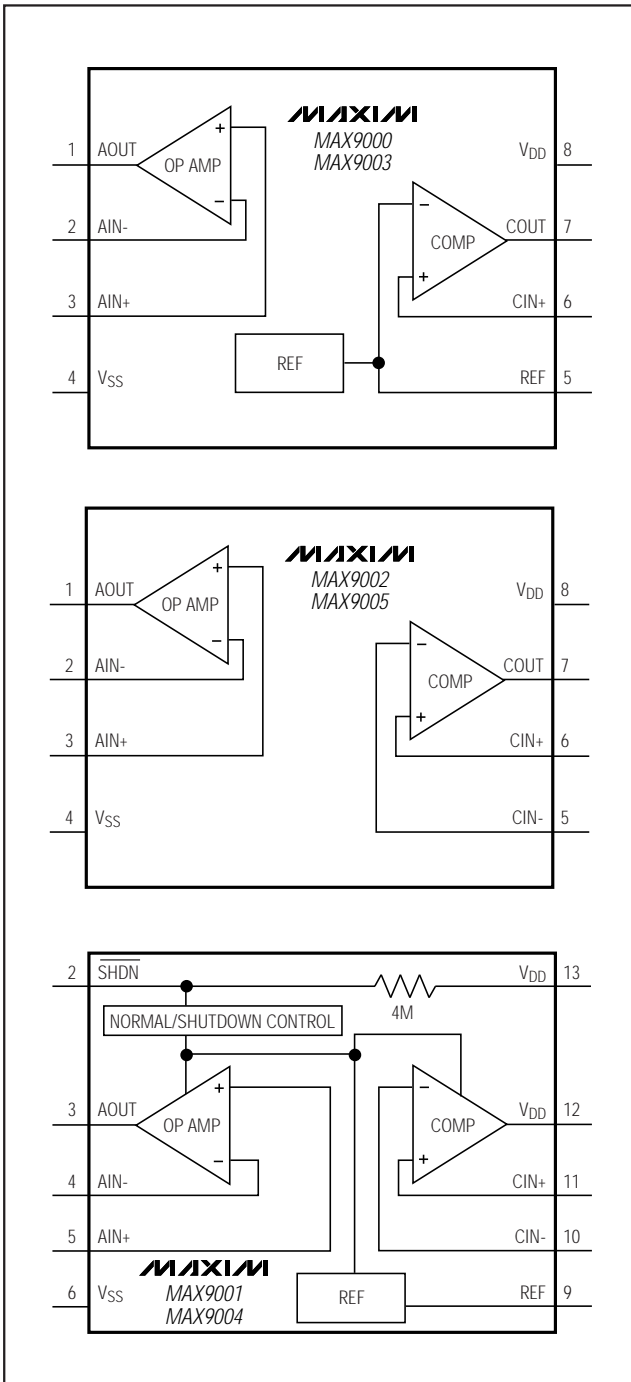 MAXIM
MAX9000
MAX9003
1 AOUT
OP AMP
+
-
2 AIN-
3 AIN+
4 VSS
VDD 8
COUT 7
COMP
-
+
CIN+ 6
REF
REF 5
MAXIM
MAX9002
MAX9005
1 AOUT
OP AMP
+
-
2 AIN-
3 AIN+
4 VSS
VDD 8
COUT 7
COMP
-
+
CIN+ 6
CIN- 5
2 SHDN
VDD 13
4M
NORMAL/SHUTDOWN CONTROL
3 AOUT
OP AMP
+
-
4 AIN-
5 AIN+
6 VSS
VDD 12
COMP
-
+
CIN+ 11
CIN- 10
MAXIM
MAX9001
MAX9004
REF
REF 9